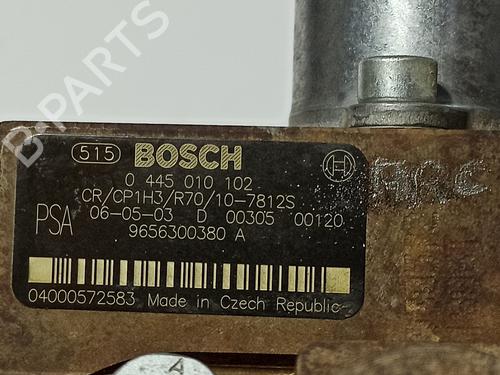 B PARTS
515 BOSCH
0 445 010 102
CR/CP1H3/R70/10-7812S
PSA 06-05-03 D 00305 00120
9656300380 A
04000572583 Made in Czech Republic
A